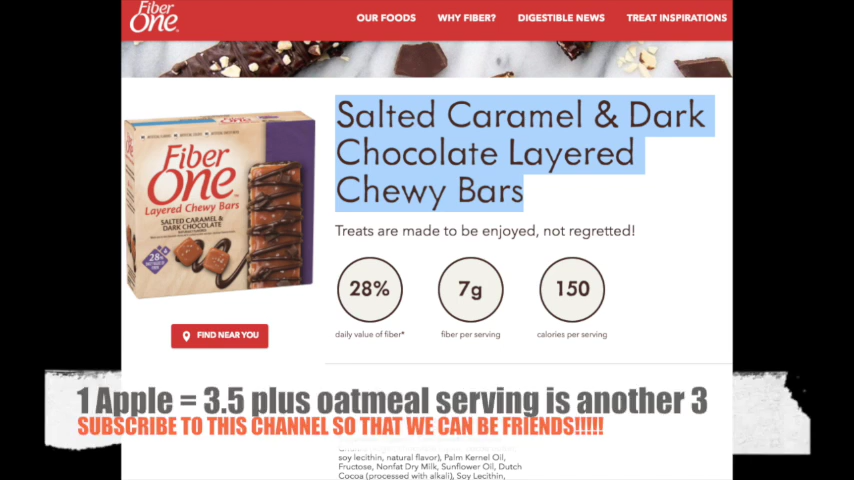 Fiber
One
OUR FOODS
WHY FIBER?
DIGESTIBLE NEWS
TREAT INSPIRATIONS
Salted Caramel & Dark
Chocolate Layered
Chewy Bars
Fiber
One
Layered Chewy Bars
SALTED CARAMEL &
DARK CHOCOLATE
28%
Treats are made to be enjoyed, not regretted!
28%
7g
150
daily value of fiber*
fiber per serving
calories per serving
FIND NEAR YOU
1 Apple = 3.5 plus oatmeal serving is another 3
SUBSCRIBE TO THIS CHANNEL SO THAT WE CAN BE FRIENDS!!!!!
soy lecithin, natural flavor), Palm Kernel Oil,
Fructose, Nonfat Dry Milk, Sunflower Oil, Dutch
Cocoa (processed with alkali), Soy Lecithin,